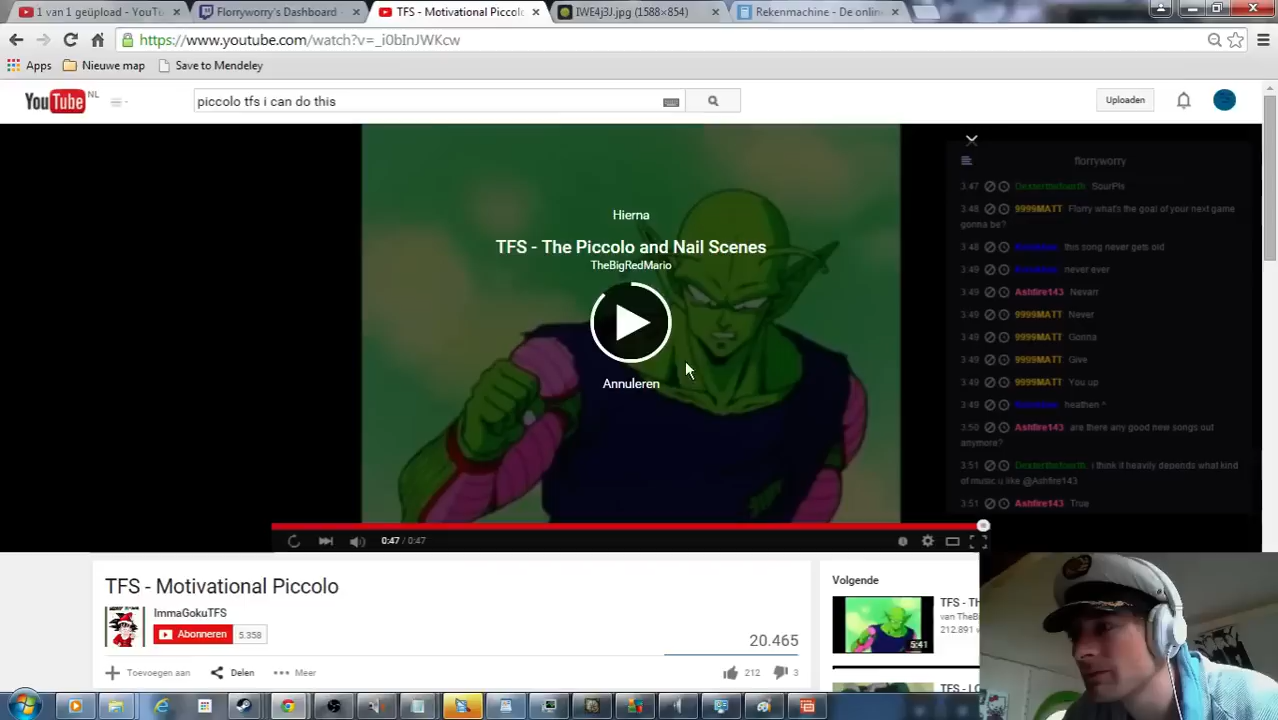 1 van 1 geüpload - YouTu
Florryworry's Dashboard
TFS - Motivational Piccolo
IWE4j3J.jpg (1588×854)
Rekenmachine - De online
https://www.youtube.com/watch?v=_i0bInJWKcw
Apps
Nieuwe map
Save to Mendeley
YouTube NL
piccolo tfs i can do this
Uploaden
Hierna
TFS - The Piccolo and Nail Scenes
TheBigRedMario
Annuleren
florryworry
3:47 Dexterthefourth: SourPls
3:48 9999MATT Florry what's the goal of your next game
gonna be?
3:48 this song never gets old
3:49 never ever
3:49 Ashfire143 Nevarr
3:49 9999MATT Never
3:49 9999MATT Gonna
3:49 9999MATT Give
3:49 9999MATT You up
3:49 heathen ^
3:50 Ashfire143 are there any good new songs out
anymore?
3:51 Dexterthefourth: i think it heavily depends what kind
of music u like @Ashfire143
3:51 Ashfire143 True
0:47 / 0:47
TFS - Motivational Piccolo
ImmaGokuTFS
Abonneren 5.358
20.465
Toevoegen aan
Delen
Meer
212
3
Volgende
TFS - Th
van TheB
212.891 w
5:41